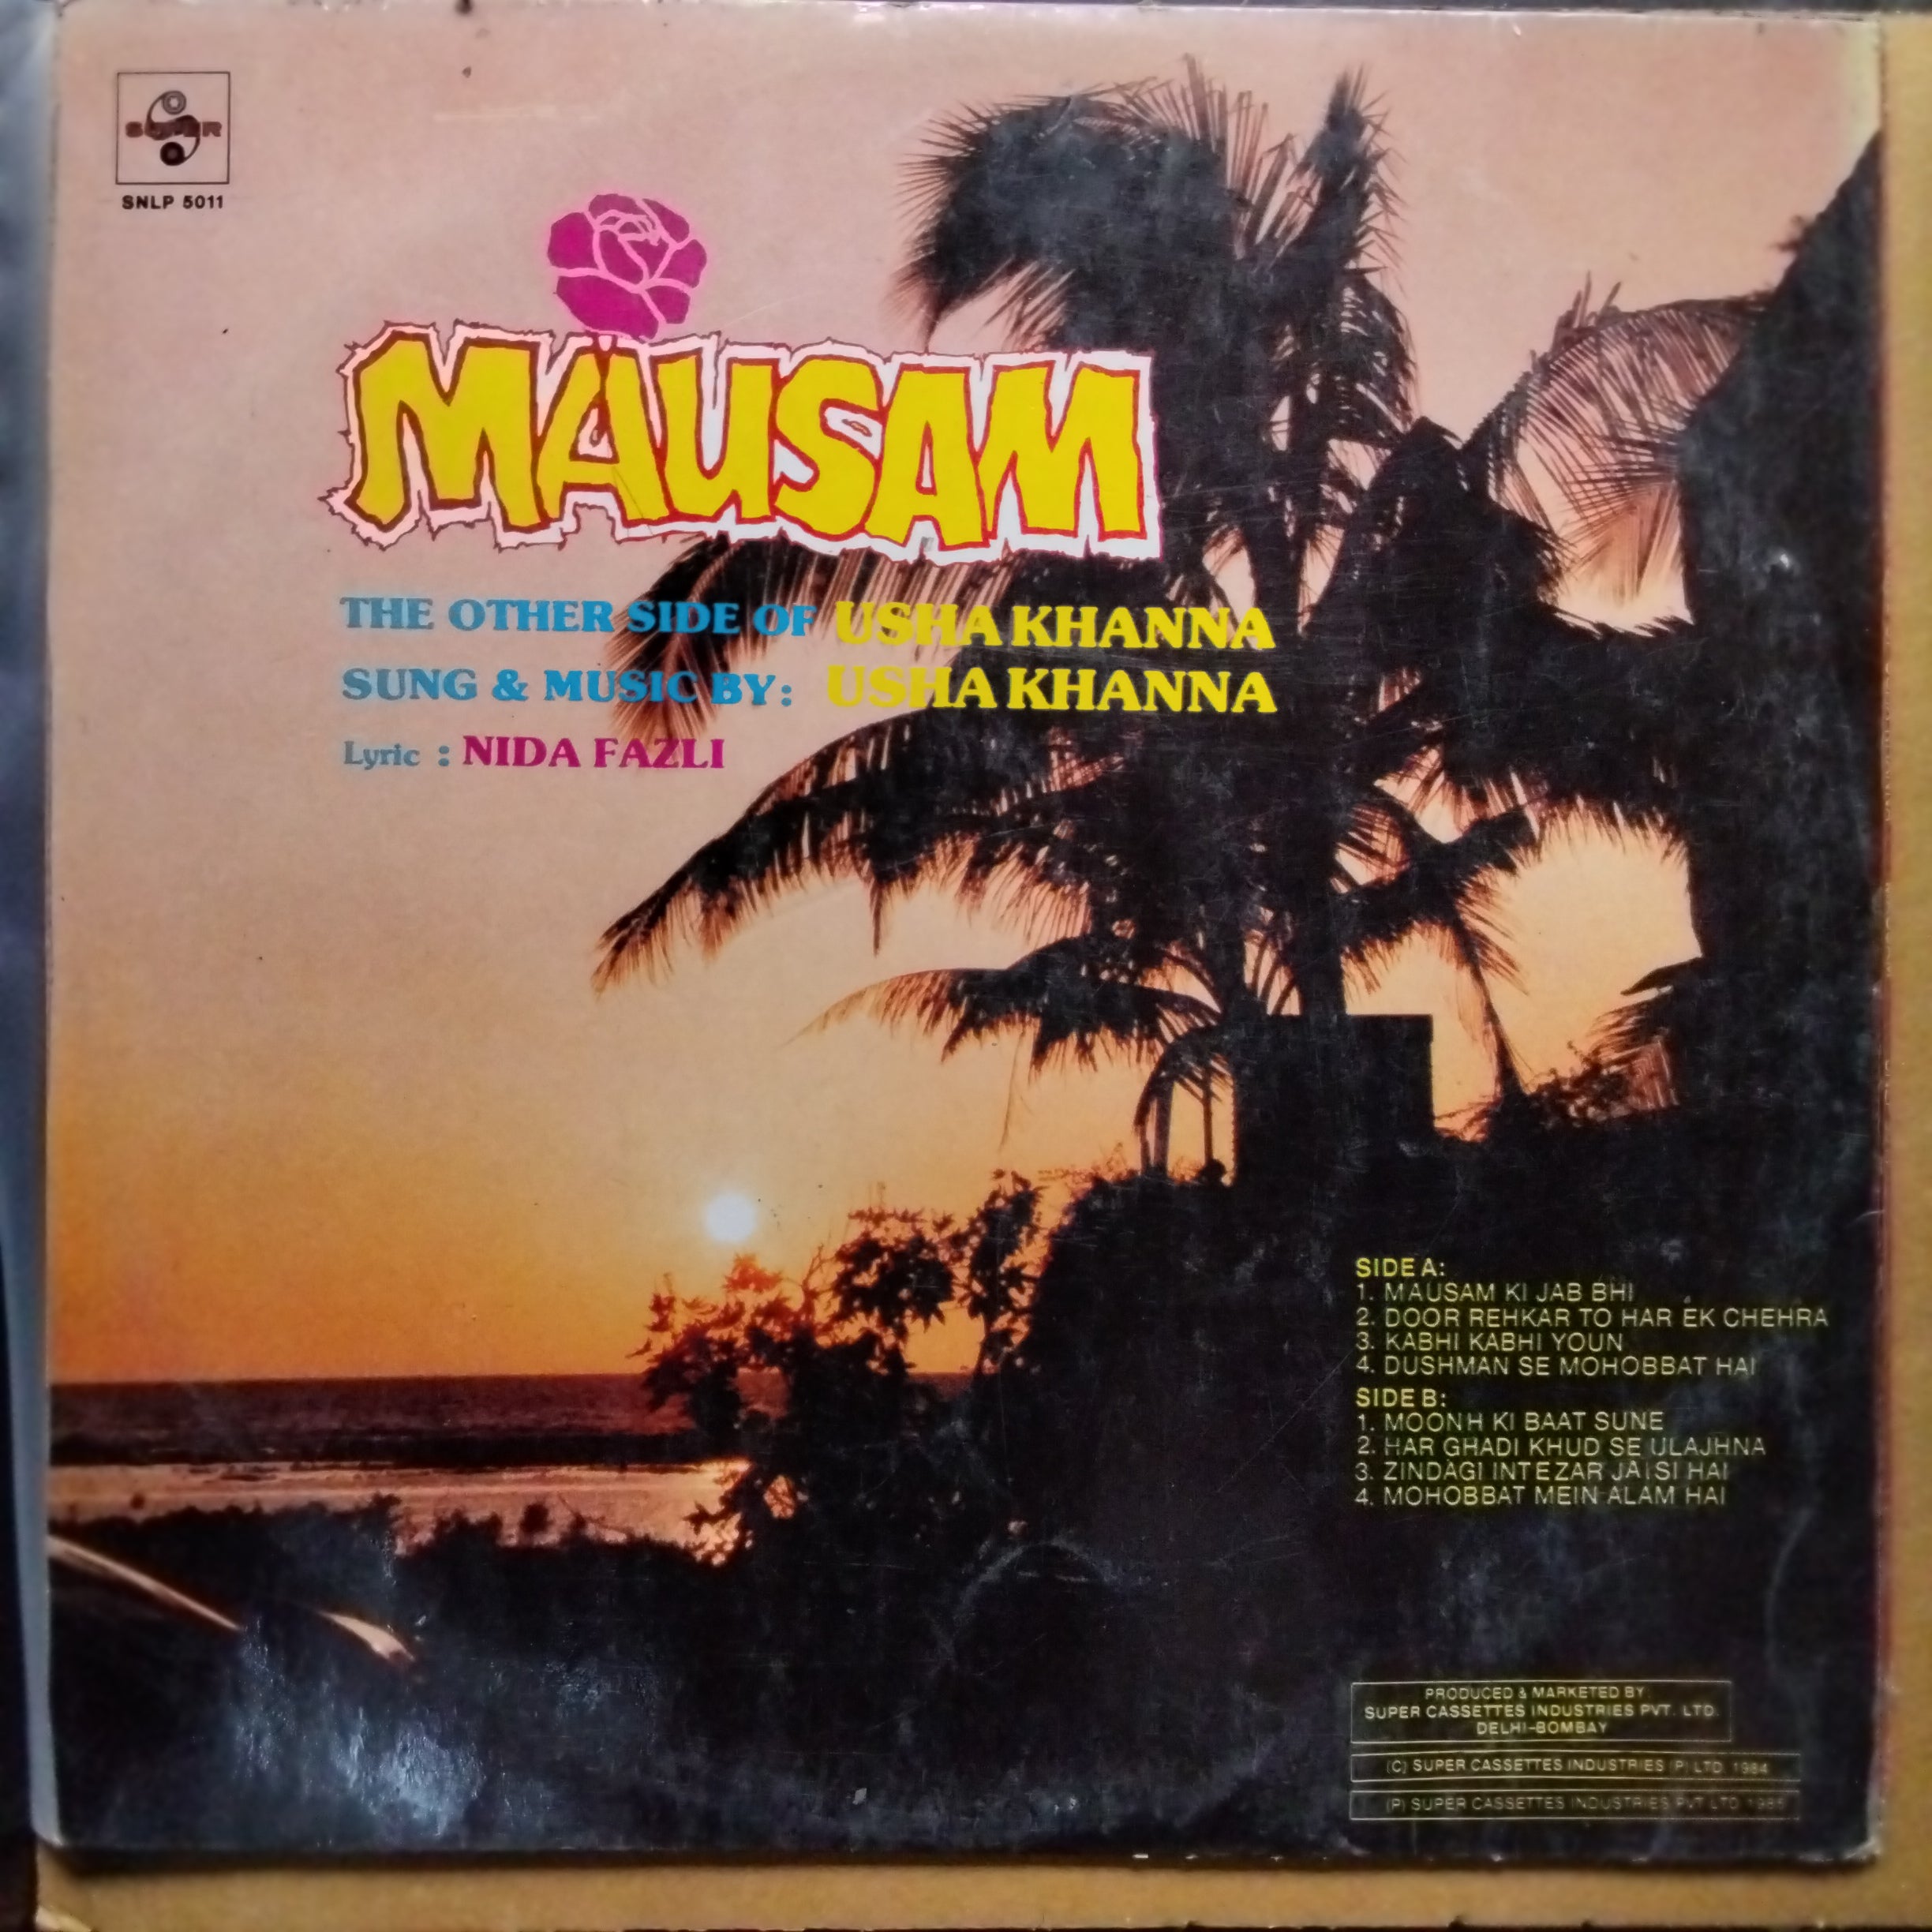 SUPER
SNLP 5011
MAUSAM
THE OTHER SIDE OF USHA KHANNA
SUNG & MUSIC BY: USHA KHANNA
Lyric : NIDA FAZLI
SIDE A:
1. MAUSAM KI JAB BHI
2. DOOR REHKAR TO HAR EK CHEHRA
3. KABHI KABHI YOUN
4. DUSHMAN SE MOHOBBAT HAI
SIDE B:
1. MOONH KI BAAT SUNE
2. HAR GHADI KHUD SE ULAJHNA
3. ZINDAGI INTEZAR JAISI HAI
4. MOHOBBAT MEIN ALAM HAI
PRODUCED & MARKETED BY
SUPER CASSETTES INDUSTRIES PVT. LTD.
DELHI-BOMBAY
(C) SUPER CASSETTES INDUSTRIES (P) LTD. 1984
(P) SUPER CASSETTES INDUSTRIES PVT LTD